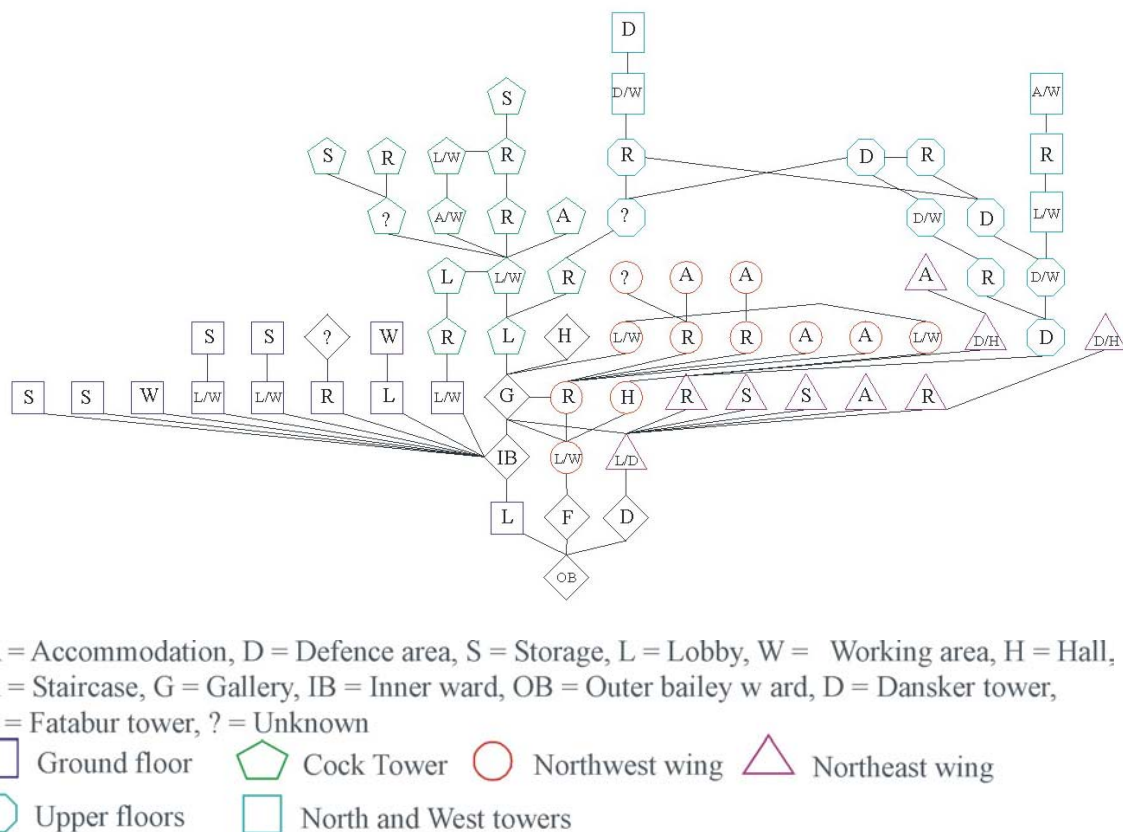 D
D/W
A/W
S
S
R
L/W
R
R
D
R
R
?
A/W
R
A
?
D/W
D
L/W
L
L/W
R
?
A
A
A
R
D/W
S
S
?
W
R
L
H
L/W
R
R
A
A
L/W
D/H
D
D/H
S
S
W
L/W
L/W
R
L
L/W
G
R
H
R
S
S
A
R
IB
L/W
L/D
L
F
D
OB
= Accommodation, D = Defence area, S = Storage, L = Lobby, W = Working area, H = Hall,
= Staircase, G = Gallery, IB = Inner ward, OB = Outer bailey w ard, D = Dansker tower,
= Fatabur tower, ? = Unknown
Ground floor Cock Tower Northwest wing Northeast wing
Upper floors North and West towers